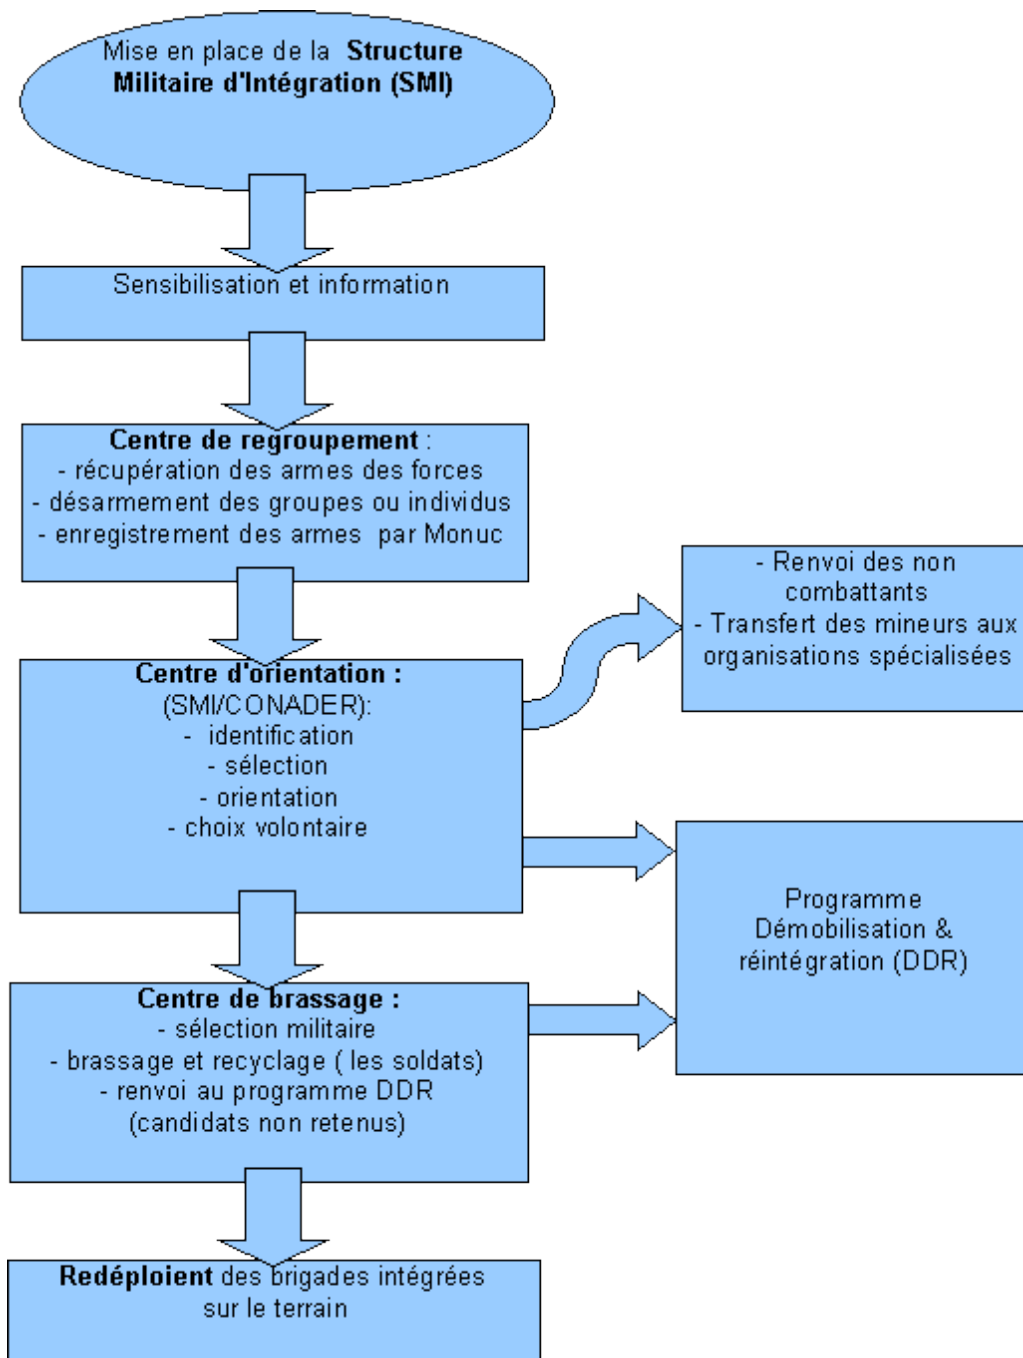 Mise en place de la Structure
Militaire d'Intégration (SMI)
Sensibilisation et information
Centre de regroupement :
- récupération des armes des forces
- désarmement des groupes ou individus
- enregistrement des armes par Monuc
- Renvoi des non
combattants
- Transfert des mineurs aux
organisations spécialisées
Centre d'orientation :
(SMI/CONADER):
- identification
- sélection
- orientation
- choix volontaire
Programme
Démobilisation &
réintégration (DDR)
Centre de brassage :
- sélection militaire
- brassage et recyclage ( les soldats)
- renvoi au programme DDR
(candidats non retenus)
Redéploient des brigades intégrées
sur le terrain